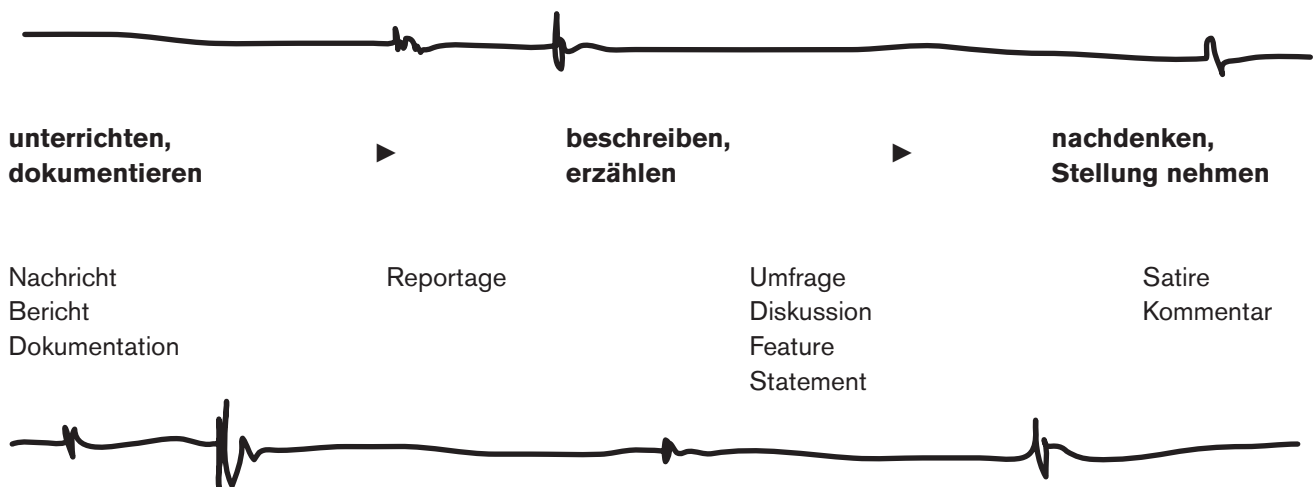 unterrichten,
dokumentieren
▶
beschreiben,
erzählen
▶
nachdenken,
Stellung nehmen
Nachricht
Bericht
Dokumentation
Reportage
Umfrage
Diskussion
Feature
Statement
Satire
Kommentar